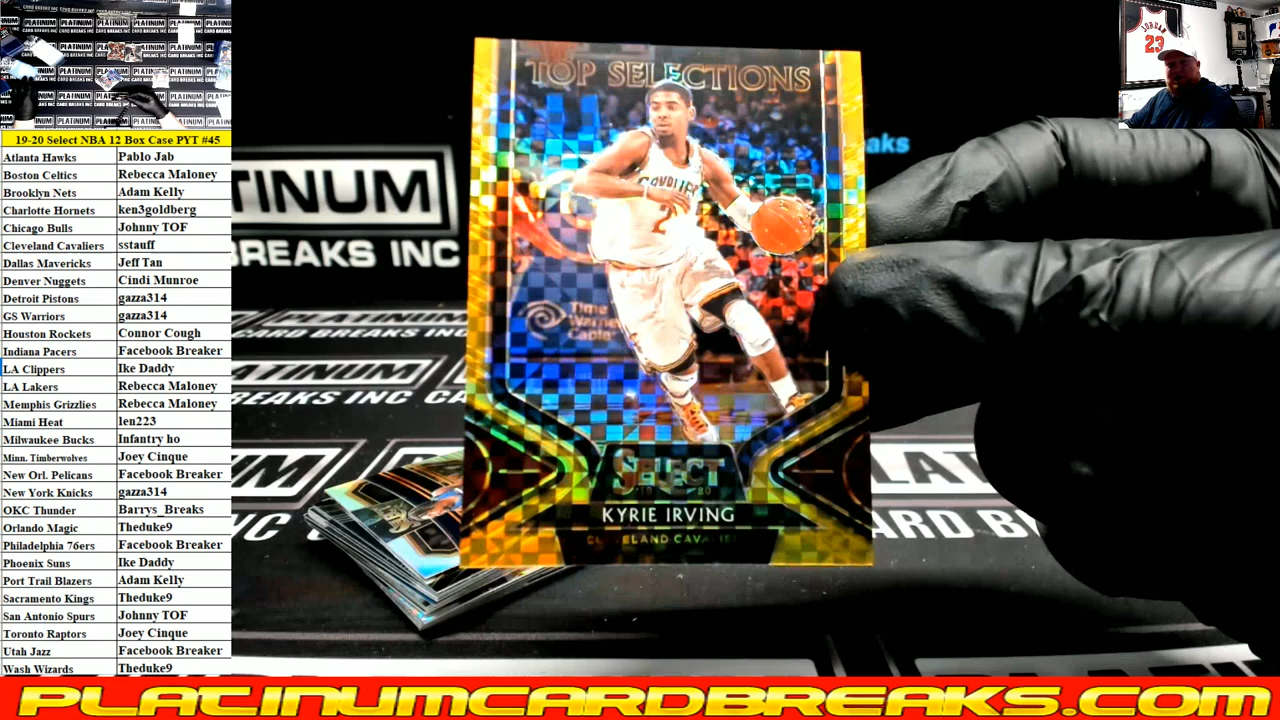 19-20 Select NBA 12 Box Case PYT #45
Atlanta Hawks Pablo Jab
Boston Celtics Rebecca Maloney
Brooklyn Nets Adam Kelly
Charlotte Hornets ken3goldberg
Chicago Bulls Johnny TOF
Cleveland Cavaliers sstauff
Dallas Mavericks Jeff Tan
Denver Nuggets Cindi Munroe
Detroit Pistons gazza314
GS Warriors gazza314
Houston Rockets Connor Cough
Indiana Pacers Facebook Breaker
LA Clippers Ike Daddy
LA Lakers Rebecca Maloney
Memphis Grizzlies Rebecca Maloney
Miami Heat len223
Milwaukee Bucks Infantry ho
Minn. Timberwolves Joey Cinque
New Orl. Pelicans Facebook Breaker
New York Knicks gazza314
OKC Thunder Barrys_Breaks
Orlando Magic Theduke9
Philadelphia 76ers Facebook Breaker
Phoenix Suns Ike Daddy
Port Trail Blazers Adam Kelly
Sacramento Kings Theduke9
San Antonio Spurs Johnny TOF
Toronto Raptors Joey Cinque
Utah Jazz Facebook Breaker
Wash Wizards Theduke9
TOP SELECTIONS
CAVALIE
2
Time
Warner
Cable
SELECT
19 20
KYRIE IRVING
CLEVELAND CAVALIERS
TINUM
BREAKS INC
JORDAN
23
PLATINUMCARDBREAKS.COM